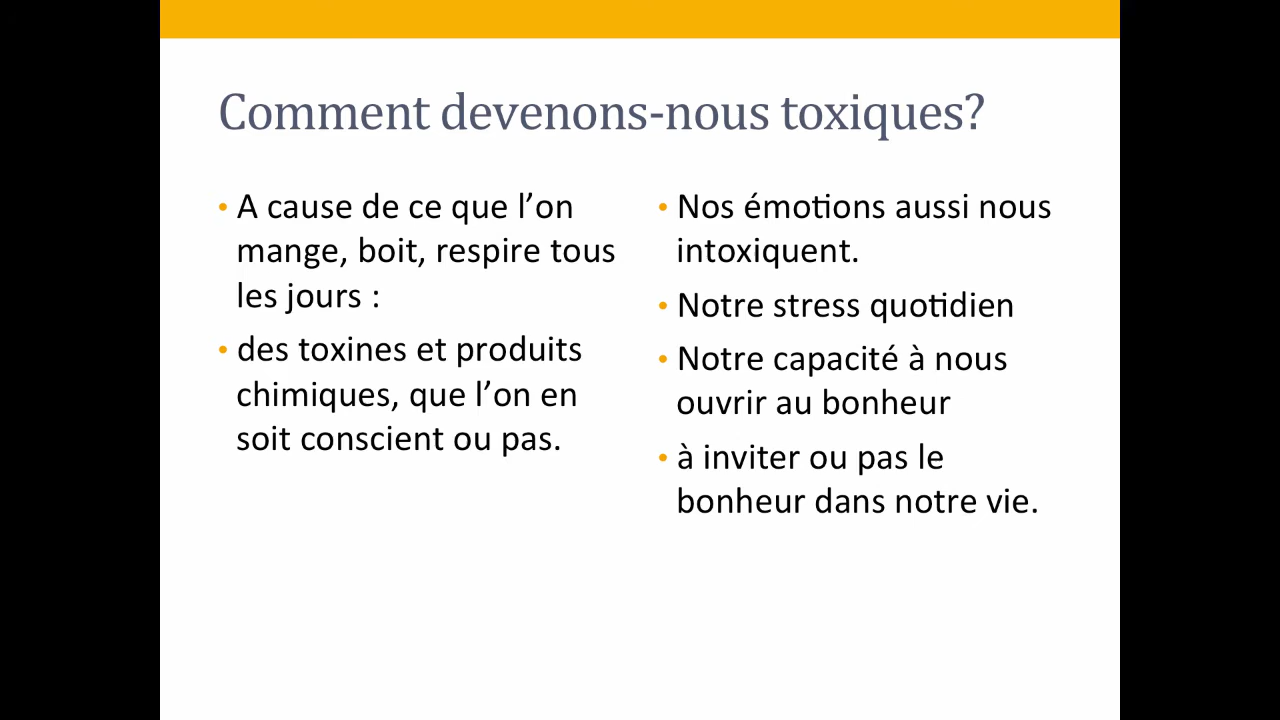 Comment devenons-nous toxiques?
• A cause de ce que l’on
mange, boit, respire tous
les jours :
• des toxines et produits
chimiques, que l’on en
soit conscient ou pas.
• Nos émotions aussi nous
intoxiquent.
• Notre stress quotidien
• Notre capacité à nous
ouvrir au bonheur
• à inviter ou pas le
bonheur dans notre vie.